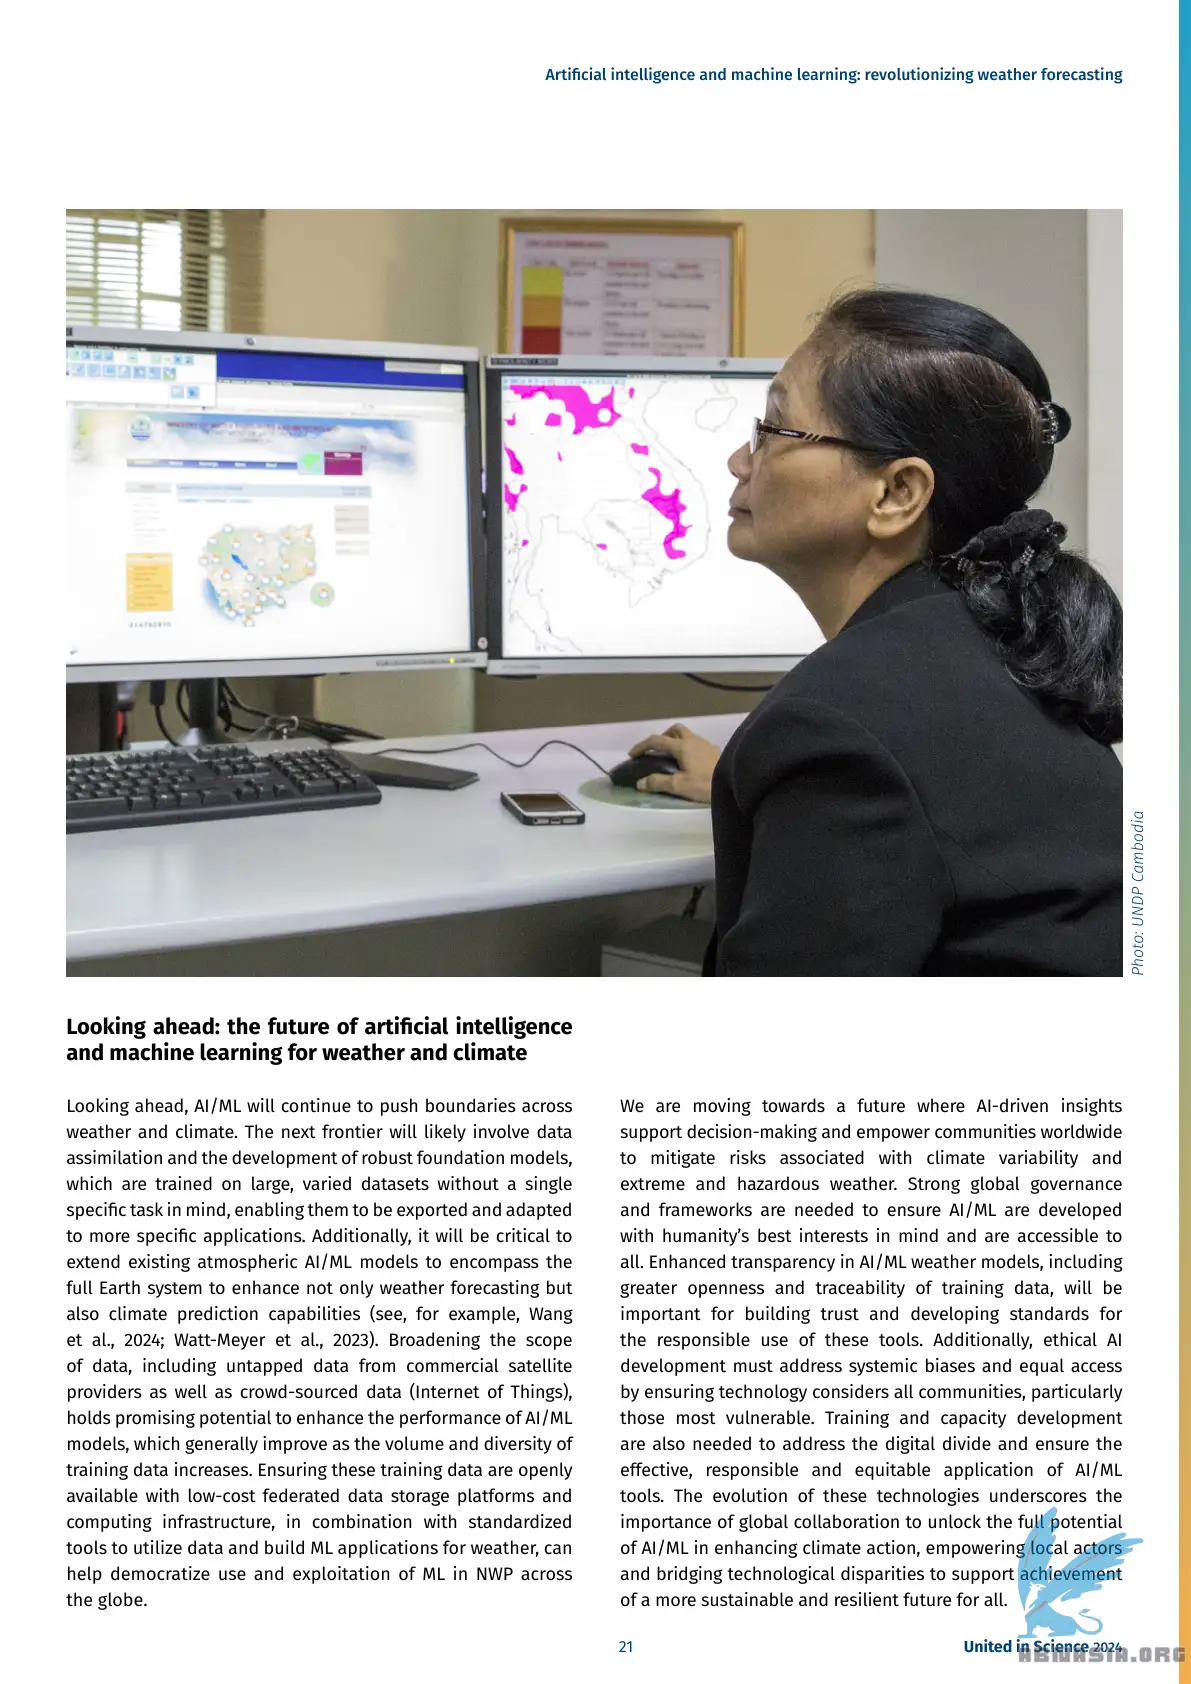 Artificial intelligence and machine learning: revolutionizing weather forecasting
Photo: UNDP Cambodia
Looking ahead: the future of artificial intelligence
and machine learning for weather and climate
Looking ahead, AI/ML will continue to push boundaries across
weather and climate. The next frontier will likely involve data
assimilation and the development of robust foundation models,
which are trained on large, varied datasets without a single
specific task in mind, enabling them to be exported and adapted
to more specific applications. Additionally, it will be critical to
extend existing atmospheric AI/ML models to encompass the
full Earth system to enhance not only weather forecasting but
also climate prediction capabilities (see, for example, Wang
et al., 2024; Watt-Meyer et al., 2023). Broadening the scope
of data, including untapped data from commercial satellite
providers as well as crowd-sourced data (Internet of Things),
holds promising potential to enhance the performance of AI/ML
models, which generally improve as the volume and diversity of
training data increases. Ensuring these training data are openly
available with low-cost federated data storage platforms and
computing infrastructure, in combination with standardized
tools to utilize data and build ML applications for weather, can
help democratize use and exploitation of ML in NWP across
the globe.
We are moving towards a future where AI-driven insights
support decision-making and empower communities worldwide
to mitigate risks associated with climate variability and
extreme and hazardous weather. Strong global governance
and frameworks are needed to ensure AI/ML are developed
with humanity’s best interests in mind and are accessible to
all. Enhanced transparency in AI/ML weather models, including
greater openness and traceability of training data, will be
important for building trust and developing standards for
the responsible use of these tools. Additionally, ethical AI
development must address systemic biases and equal access
by ensuring technology considers all communities, particularly
those most vulnerable. Training and capacity development
are also needed to address the digital divide and ensure the
effective, responsible and equitable application of AI/ML
tools. The evolution of these technologies underscores the
importance of global collaboration to unlock the full potential
of AI/ML in enhancing climate action, empowering local actors
and bridging technological disparities to support achievement
of a more sustainable and resilient future for all.
21
United in Science 2024
ABNASIA.ORG